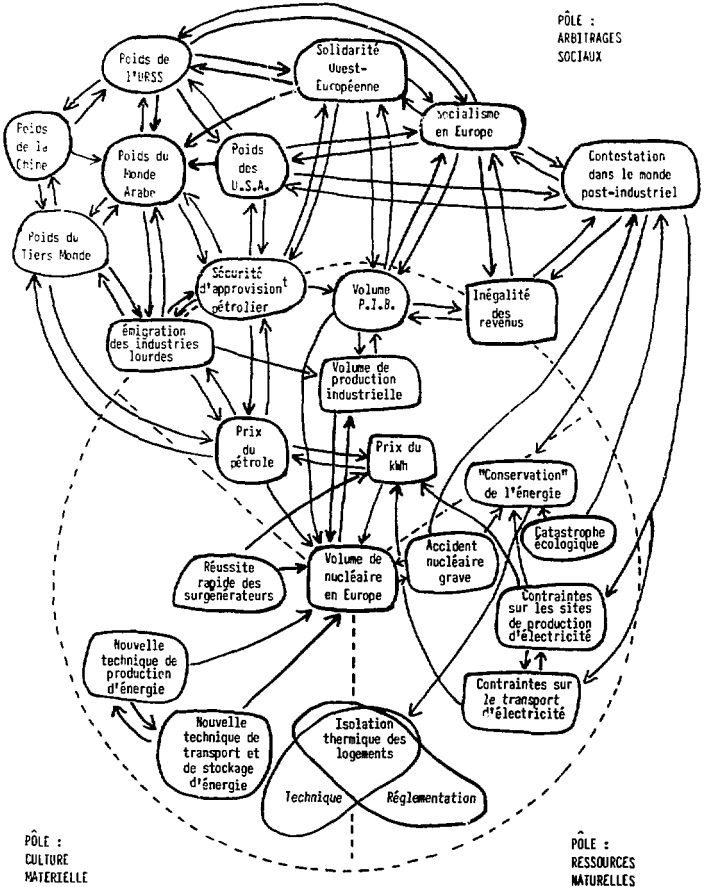 PÔLE :
ARBITRAGES
SOCIAUX
Poids de
l'URSS
Solidarité
Ouest-
Européenne
Socialisme
en Europe
Poids
de la
Chine
Poids du
Monde
Arabe
Poids
des
U.S.A.
Contestation
dans le monde
post-industriel
Poids du
Tiers Monde
Sécurité
d'approvisiont
pétrolier
Volume
P.I.B.
Inégalité
des
revenus
émigration
des industries
lourdes
Volume de
production
industrielle
Prix
du
pétrole
Prix du
kWh
"Conservation"
de l'énergie
Catastrophe
écologique
Réussite
rapide des
surgénérateurs
Volume de
nucléaire
en Europe
Accident
nucléaire
grave
Contraintes
sur les sites
de production
d'électricité
Nouvelle
technique de
production
d'énergie
Contraintes sur
le transport
d'électricité
Nouvelle
technique de
transport et
de stockage
d'énergie
Isolation
thermique des
logements
Technique
Réglementation
PÔLE :
CULTURE
MATERIELLE
PÔLE :
RESSOURCES
NATURELLES